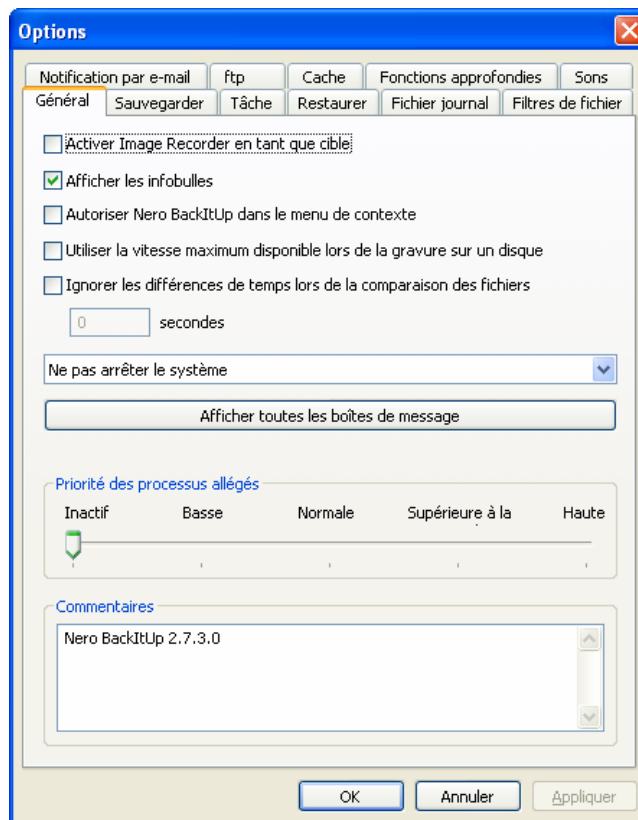 Options
Notification par e-mail ftp Cache Fonctions approfondies Sons
Général Sauvegarder Tâche Restaurer Fichier journal Filtres de fichier
Activer Image Recorder en tant que cible
Afficher les infobulles
Autoriser Nero BackItUp dans le menu de contexte
Utiliser la vitesse maximum disponible lors de la gravure sur un disque
Ignorer les différences de temps lors de la comparaison des fichiers
0 secondes
Ne pas arrêter le système
Afficher toutes les boîtes de message
Priorité des processus allégés
Inactif Basse Normale Supérieure à la Haute
Commentaires
Nero BackItUp 2.7.3.0
OK Annuler Appliquer